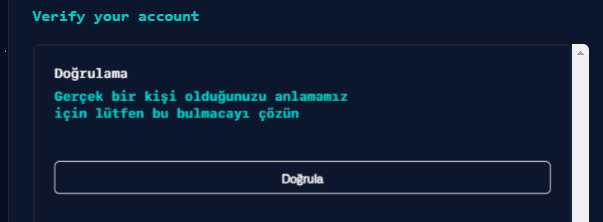 Verify your account
Doğrulama
Gerçek bir kişi olduğunuzu anlamamız
için lütfen bu bulmacayı çözün
Doğrula